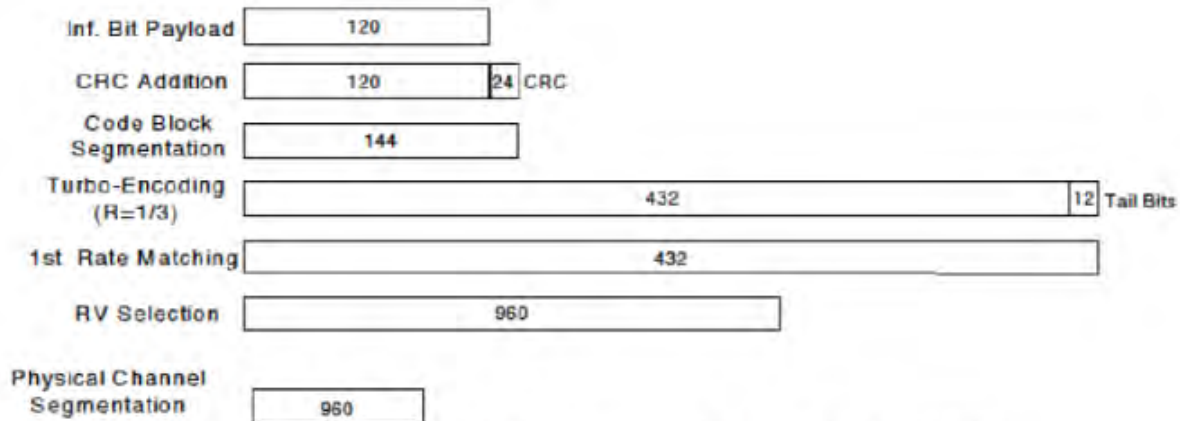 Inf. Bit Payload 120
CRC Addition 120 24 CRC
Code Block
Segmentation 144
Turbo-Encoding
(R=1/3) 432 12 Tail Bits
1st Rate Matching 432
RV Selection 960
Physical Channel
Segmentation 960